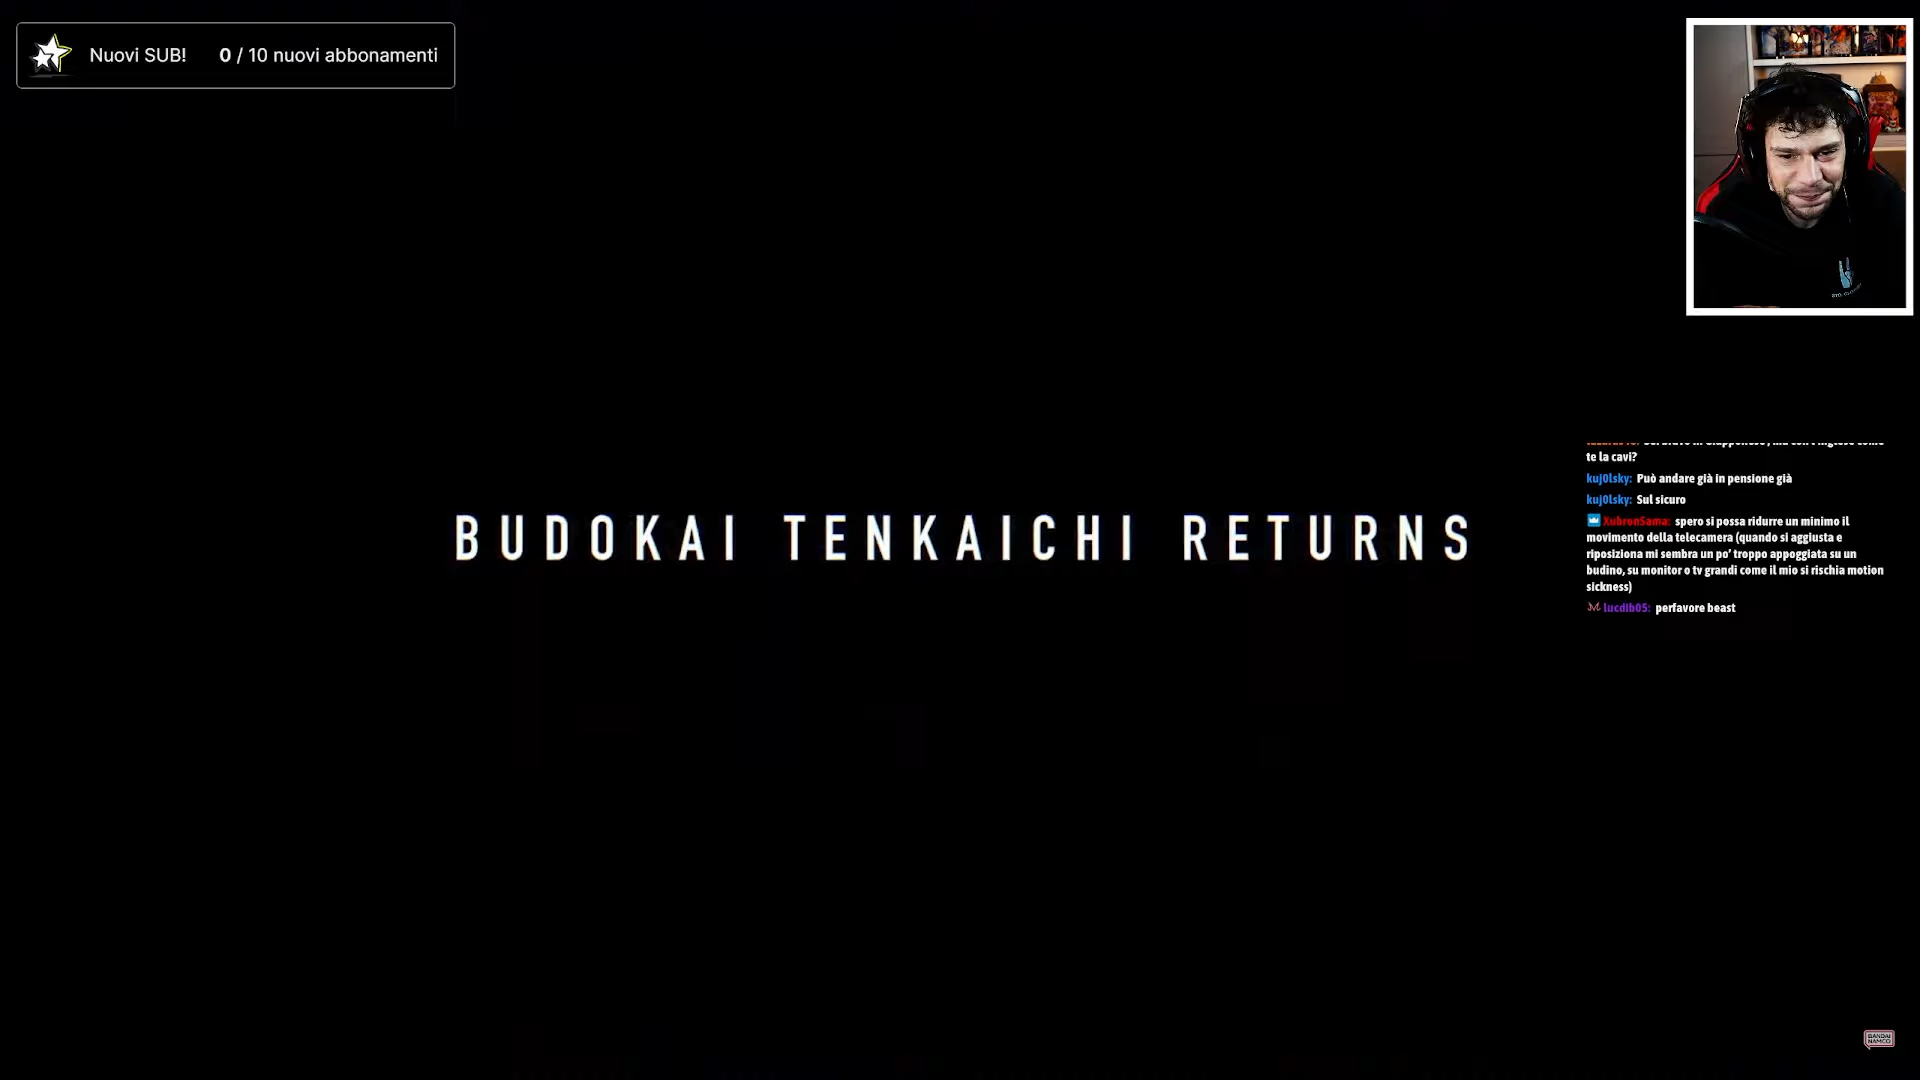 Nuovi SUB! 0 / 10 nuovi abbonamenti
BUDOKAI TENKAICHI RETURNS
te la cavi?
kuj0lsky: Può andare già in pensione già
kuj0lsky: Sul sicuro
XubronSama: spero si possa ridurre un minimo il
movimento della telecamera (quando si aggiusta e
riposiziona mi sembra un po' troppo appoggiata su un
budino, su monitor o tv grandi come il mio si rischia motion
sickness)
lucdib05: perfavore beast
BANDAI
NAMCO